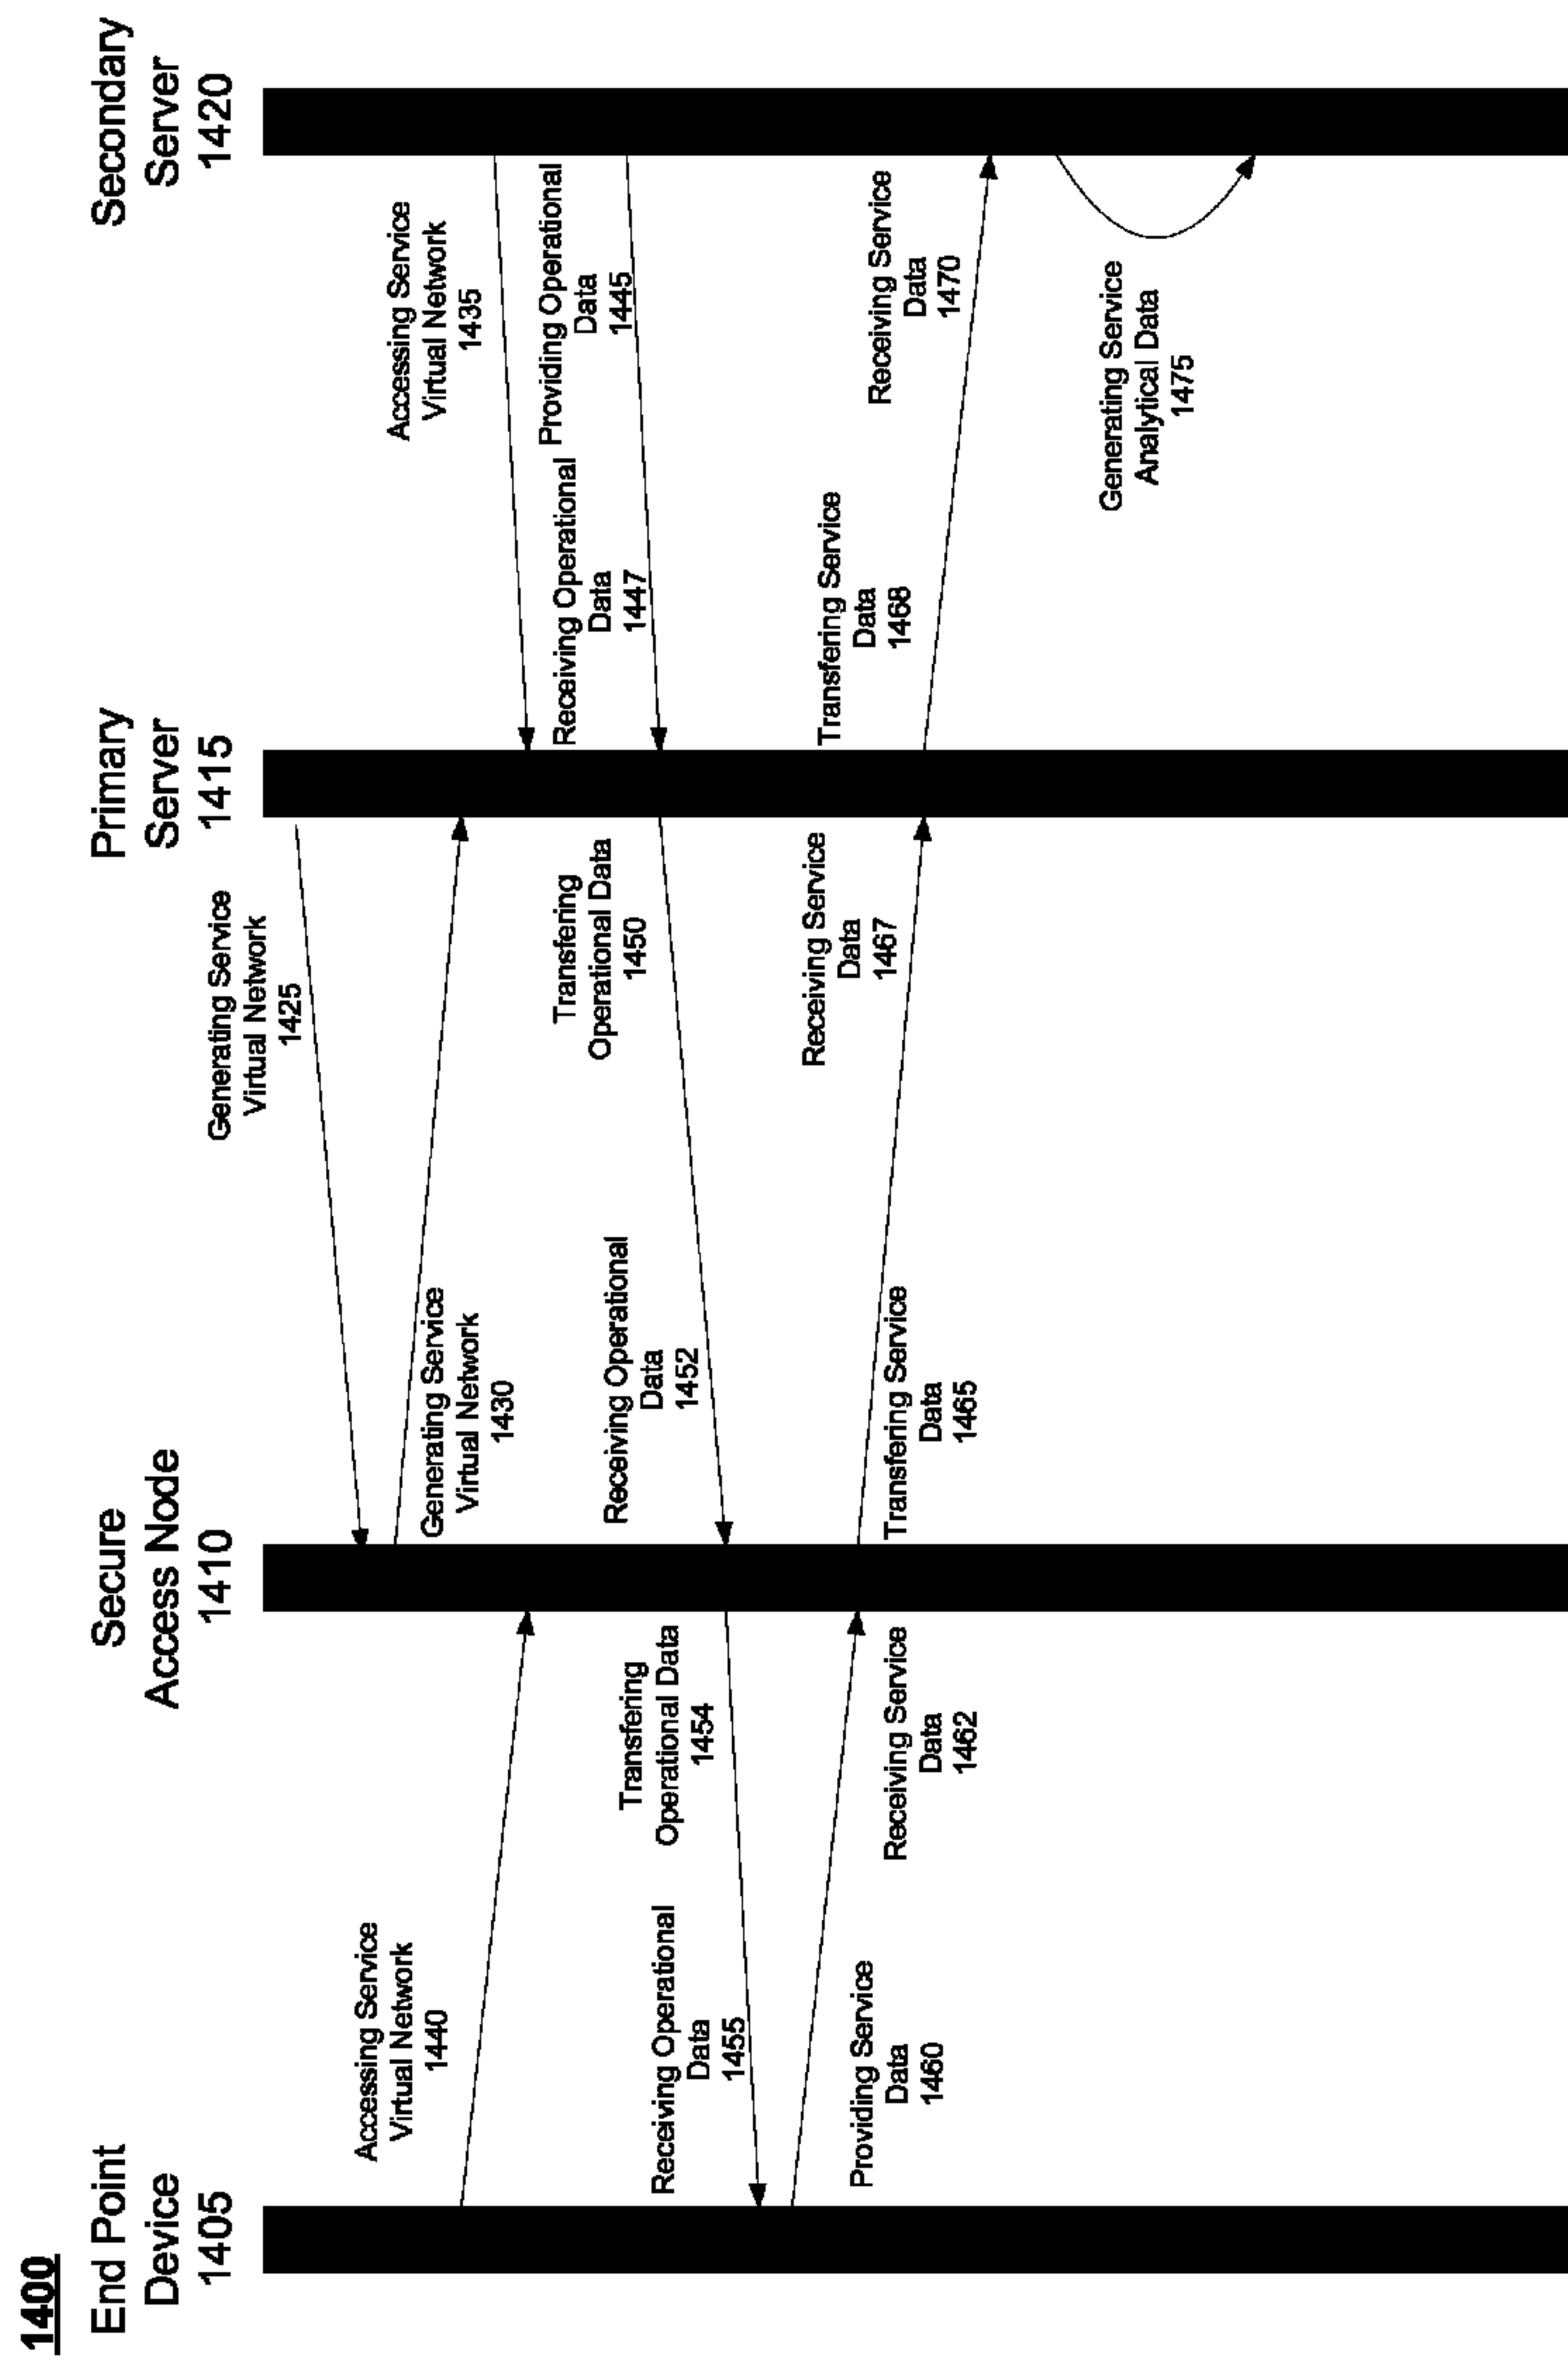 1400
End Point
Device
1405
Secure
Access Node
1410
Primary
Server
1415
Secondary
Server
1420
Generating Service
Virtual Network
1425
Generating Service
Virtual Network
1430
Accessing Service
Virtual Network
1435
Accessing Service
Virtual Network
1440
Providing Operational
Data
1445
Receiving Operational
Data
1447
Transfering
Operational Data
1450
Receiving Operational
Data
1452
Transfering
Operational Data
1454
Receiving Operational
Data
1455
Providing Service
Data
1460
Receiving Service
Data
1462
Transfering Service
Data
1465
Receiving Service
Data
1467
Transfering Service
Data
1468
Receiving Service
Data
1470
Generating Service
Analytical Data
1475